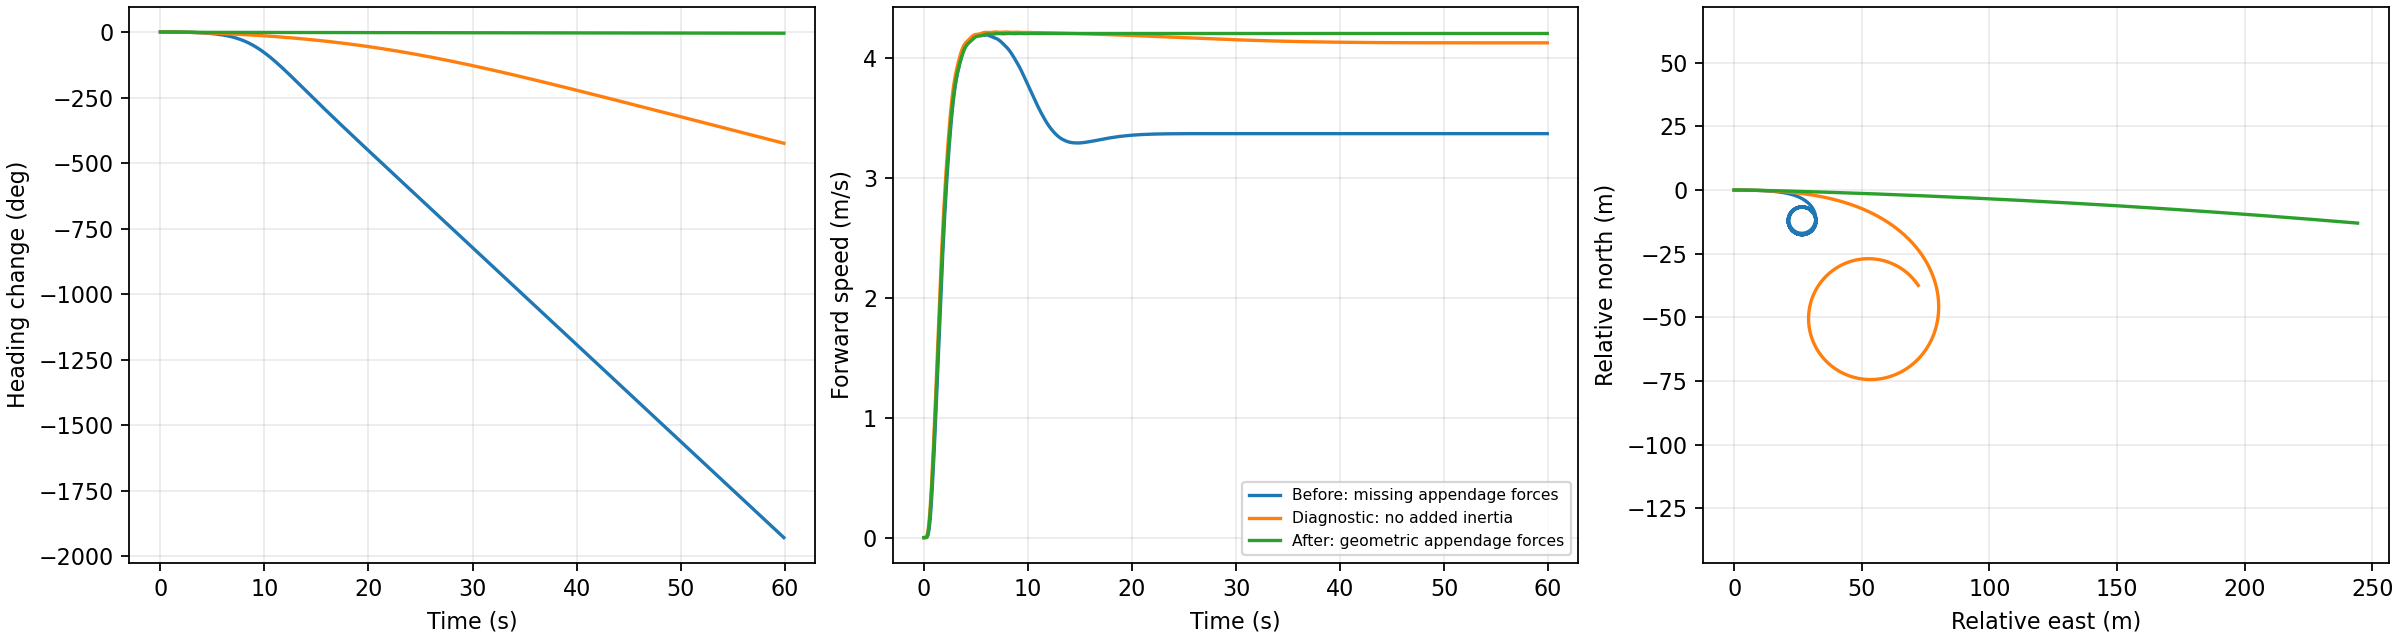 Heading change (deg)
0
−250
−500
−750
−1000
−1250
−1500
−1750
−2000
0 10 20 30 40 50 60
Time (s)
Forward speed (m/s)
4
3
2
1
0
0 10 20 30 40 50 60
Time (s)
Before: missing appendage forces
Diagnostic: no added inertia
After: geometric appendage forces
Relative north (m)
50
25
0
−25
−50
−75
−100
−125
0 50 100 150 200 250
Relative east (m)